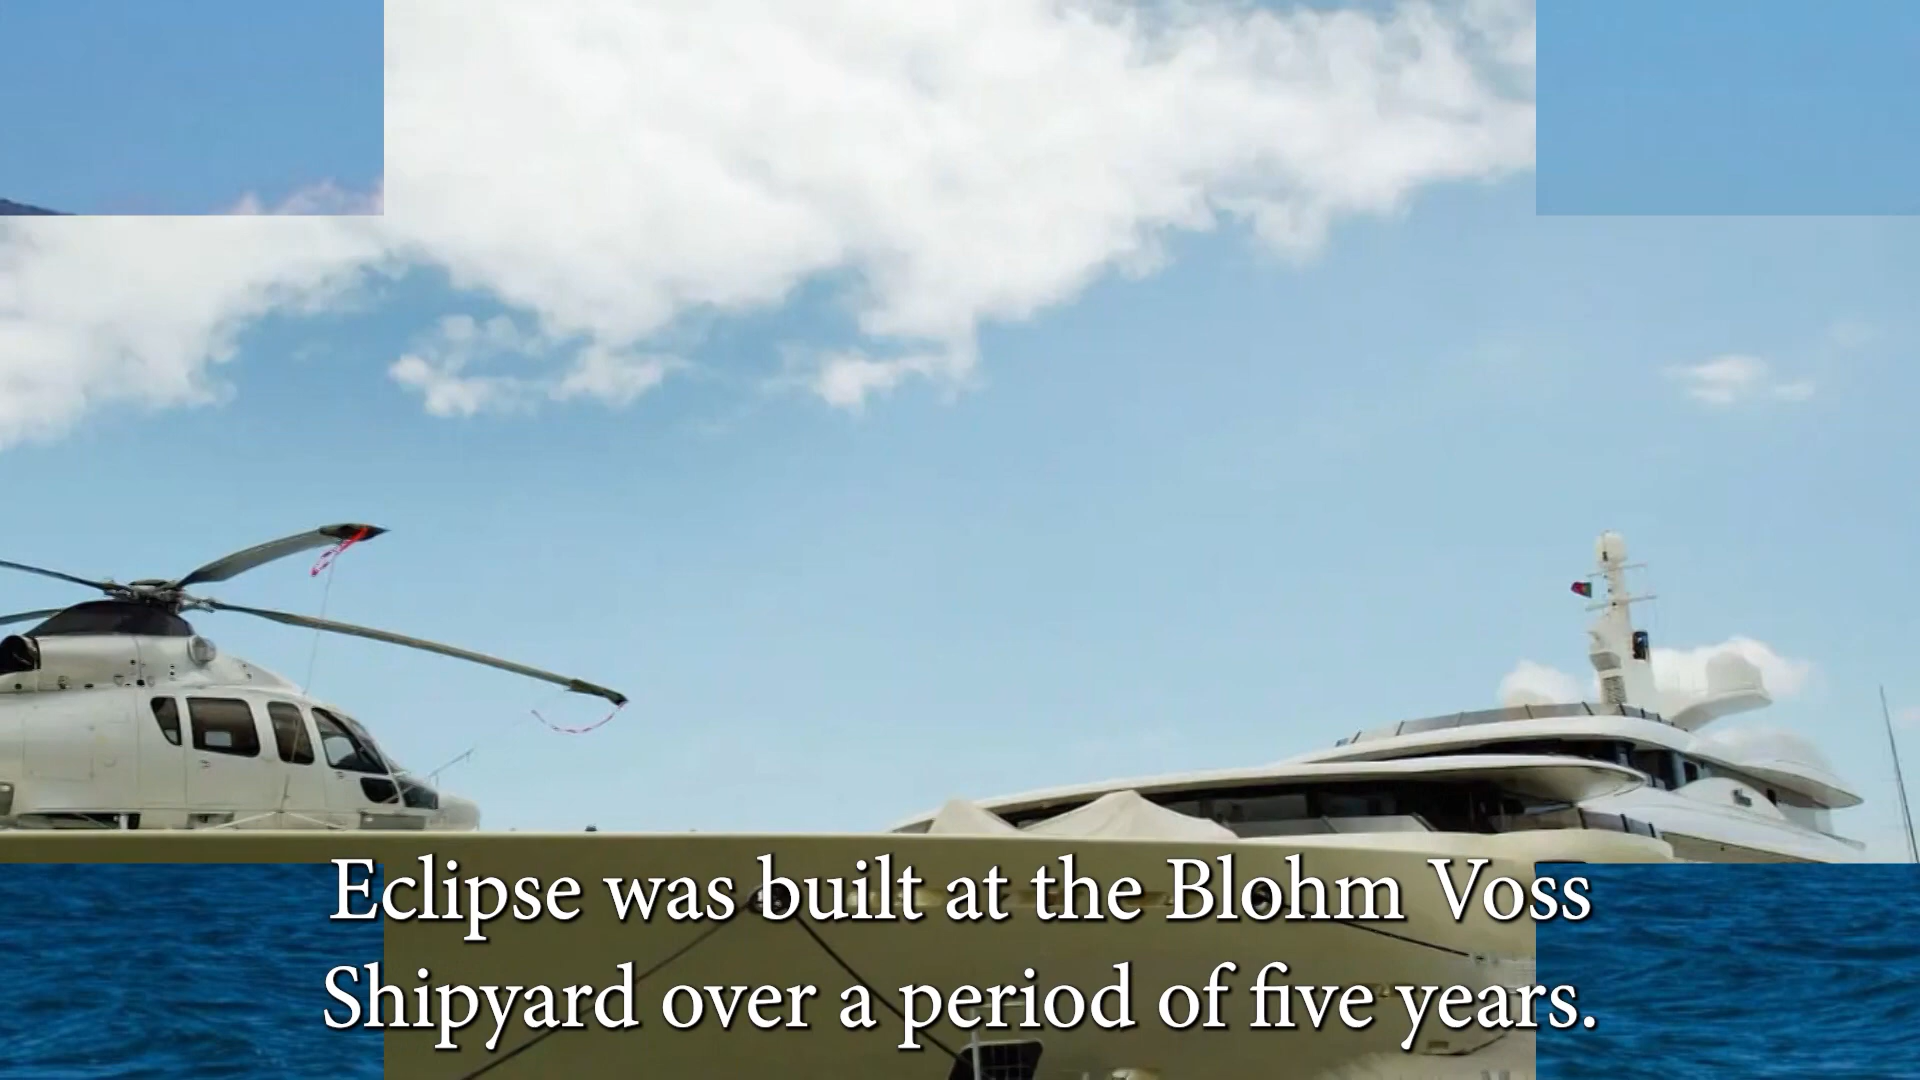 Eclipse was built at the Blohm Voss
Shipyard over a period of five years.